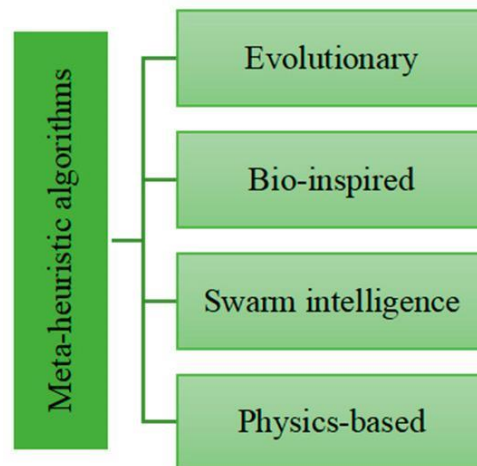 Meta-heuristic algorithms
Evolutionary
Bio-inspired
Swarm intelligence
Physics-based